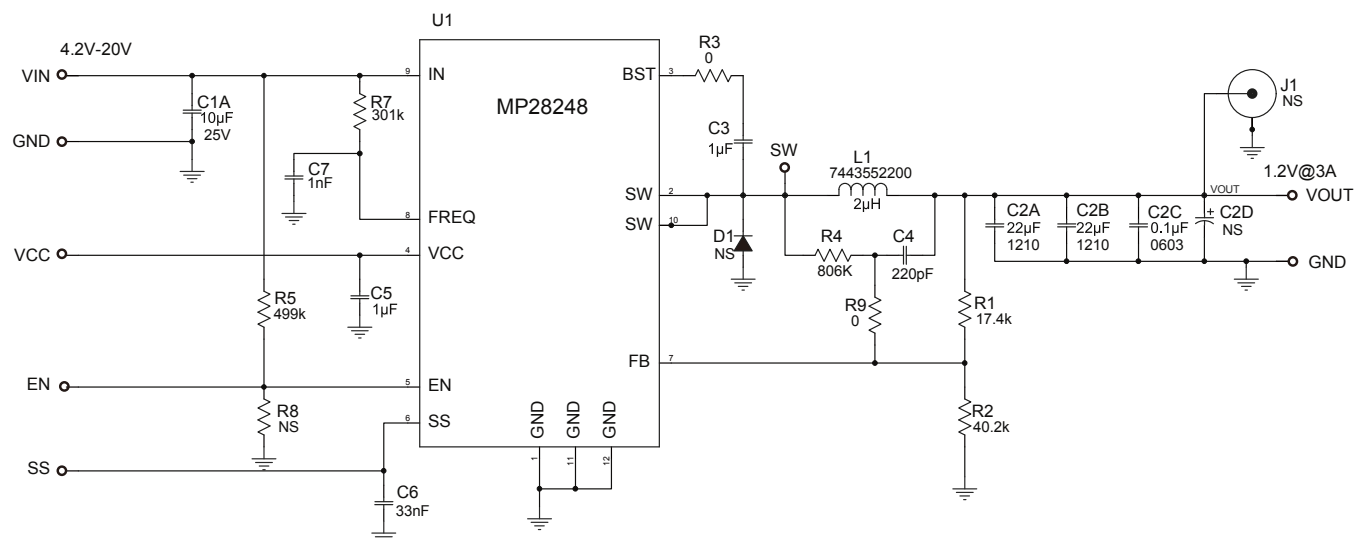 U1
4.2V-20V
VIN
9
IN
BST
3
R3
0
J1
NS
MP28248
C1A
10µF
25V
R7
301k
GND
C3
1µF
C7
1nF
SW
L1
7443552200
2µH
1.2V@3A
SW
2
VOUT
VOUT
8
FREQ
SW
10
D1
NS
R4
806K
C4
220pF
C2A
22µF
1210
C2B
22µF
1210
C2C
0.1µF
0603
+
C2D
NS
VCC
4
VCC
GND
R5
499k
C5
1µF
R9
0
R1
17.4k
FB
7
EN
5
EN
R8
NS
6
SS
GND
GND
GND
R2
40.2k
1
11
12
SS
C6
33nF